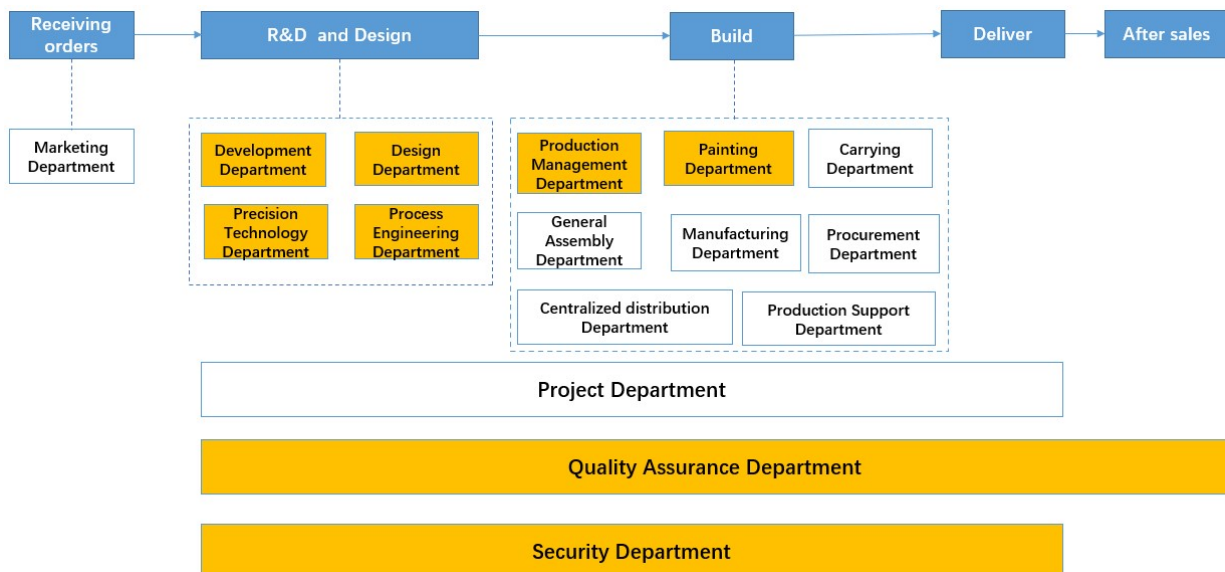 Receiving
orders
R&D and Design
Build
Deliver
After sales
Marketing
Department
Development
Department
Design
Department
Precision
Technology
Department
Process
Engineering
Department
Production
Management
Department
Painting
Department
Carrying
Department
General
Assembly
Department
Manufacturing
Department
Procurement
Department
Centralized distribution
Department
Production Support
Department
Project Department
Quality Assurance Department
Security Department